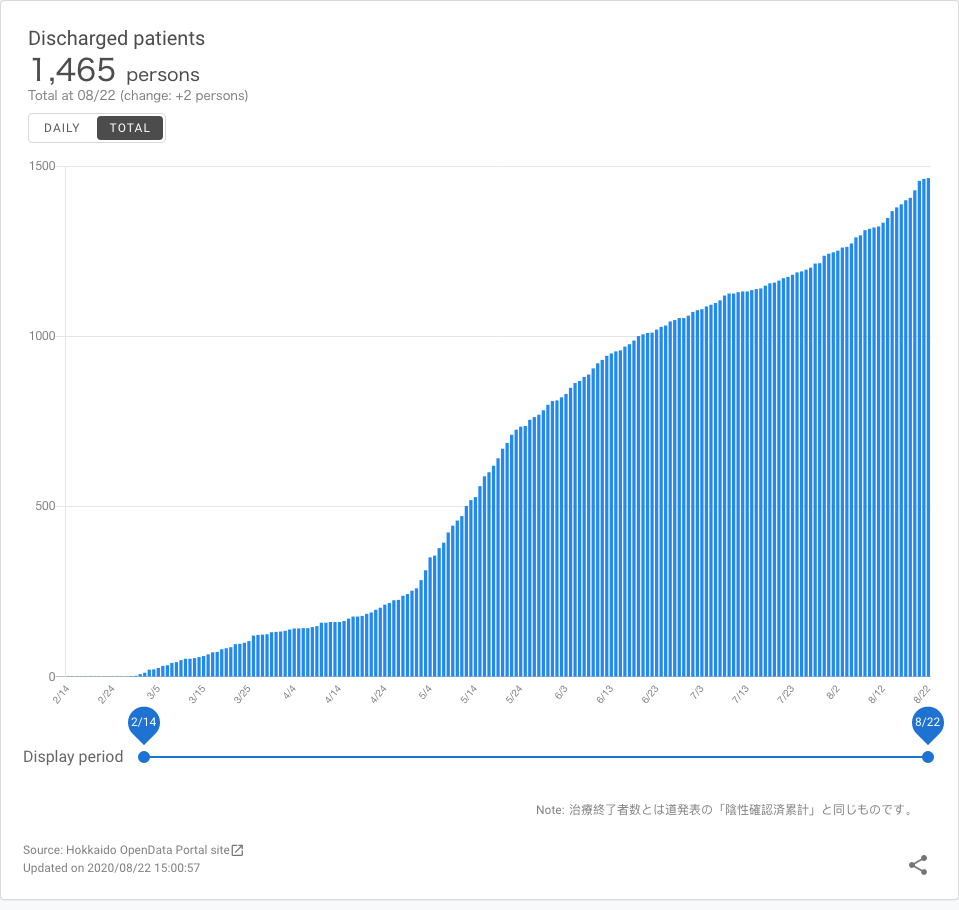 Discharged patients
1,465 persons
Total at 08/22 (change: +2 persons)
DAILY TOTAL
1500
1000
500
0
2/14 2/24 3/5 3/15 3/25 4/4 4/14 4/24 5/4 5/14 5/24 6/3 6/13 6/23 7/3 7/13 7/23 8/2 8/12 8/22
2/14 8/22
Display period
Note: 治療終了者数とは道発表の「陰性確認済累計」と同じものです。
Source: Hokkaido OpenData Portal site
Updated on 2020/08/22 15:00:57